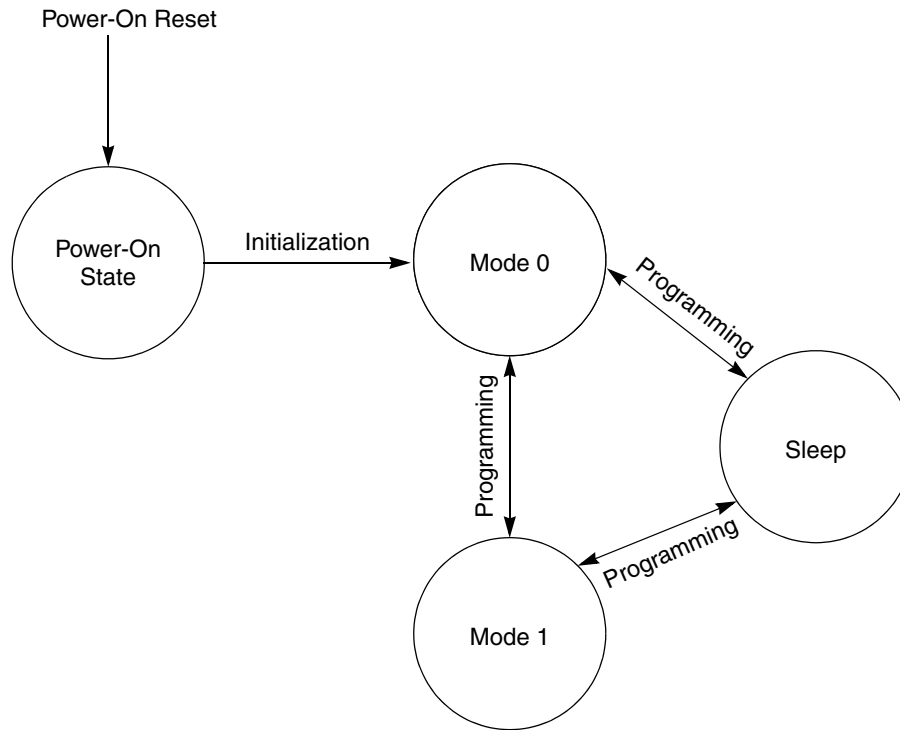 Power-On Reset
Power-On
State
Initialization
Mode 0
Programming
Programming
Sleep
Programming
Mode 1